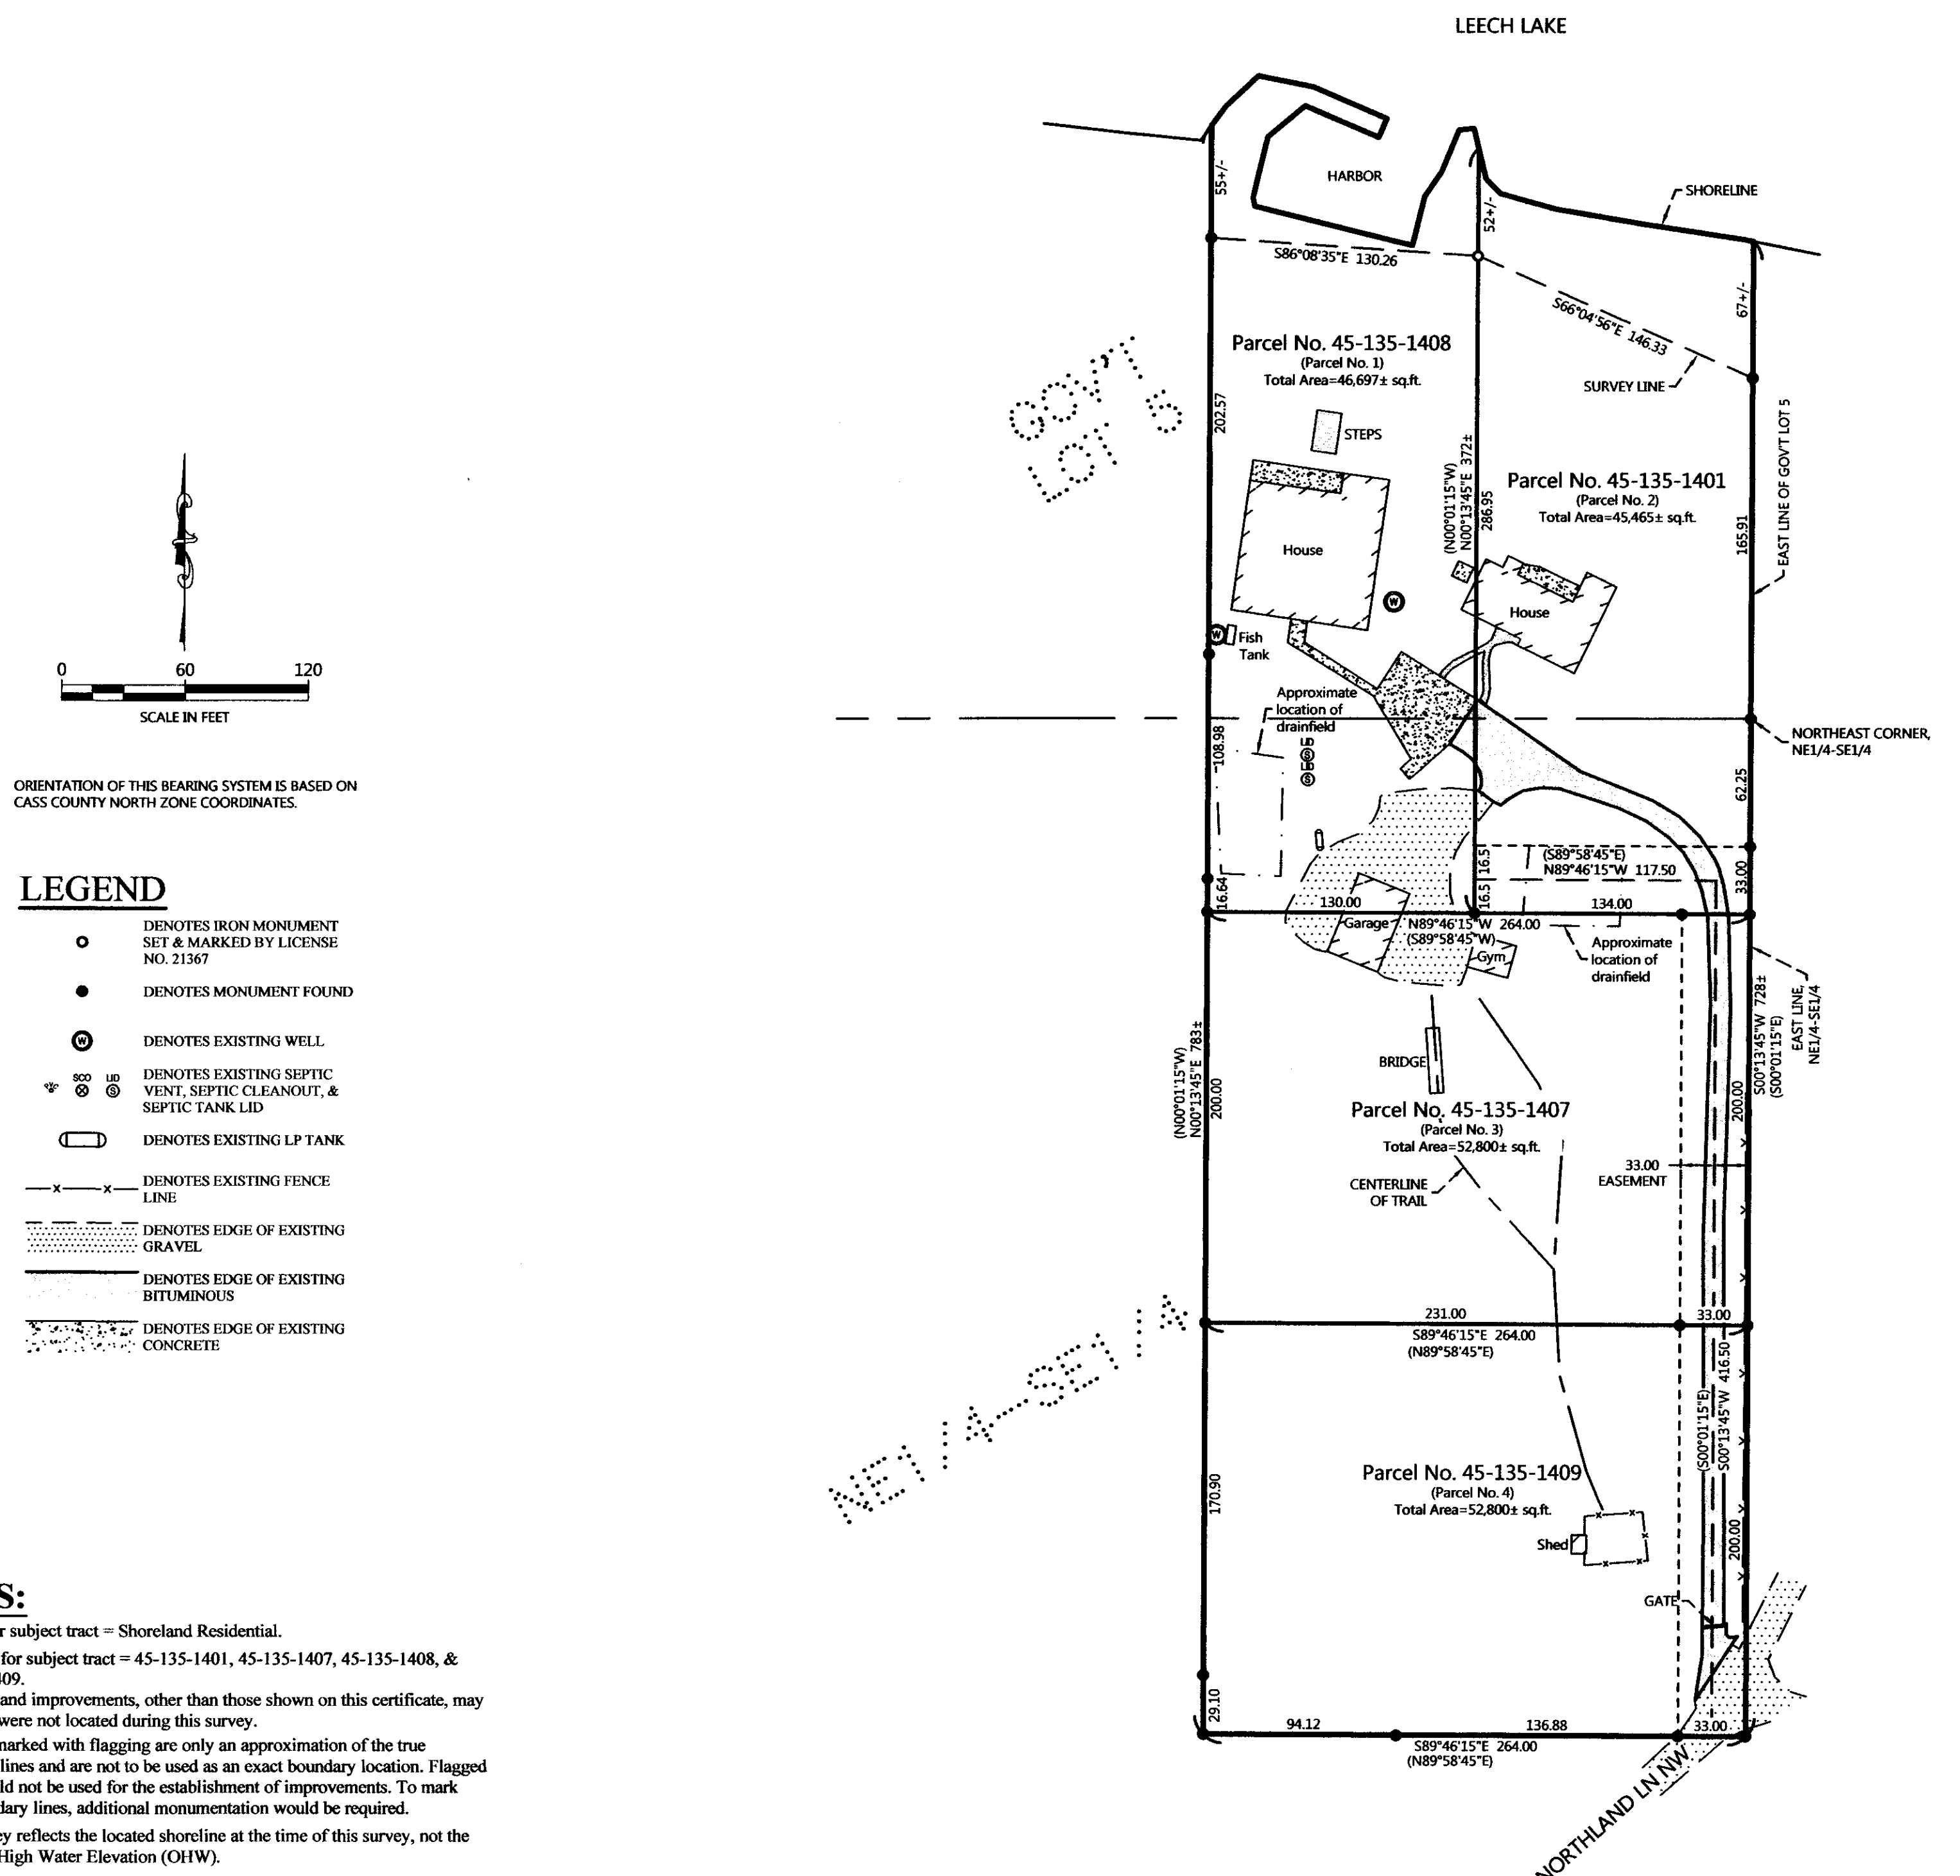 LEECH LAKE
HARBOR
SHORELINE
55+/-
52+/-
67+/-
S86°08'35"E 130.26
S66°04'56"E 146.33
SURVEY LINE
Parcel No. 45-135-1408
(Parcel No. 1)
Total Area=46,697± sq.ft.
GOV'T
LOT 5
202.57
STEPS
(N00°01'15"W)
N00°13'45"E 372±
286.95
Parcel No. 45-135-1401
(Parcel No. 2)
Total Area=45,465± sq.ft.
165.91
EAST LINE OF GOV'T LOT 5
House
House
W
W
Fish
Tank
Approximate
location of
drainfield
LID
S
S
108.98
NORTHEAST CORNER,
NE1/4-SE1/4
62.25
(S89°58'45"E)
N89°46'15"W 117.50
16.5
16.5
33.00
16.64
130.00
134.00
Garage
N89°46'15"W 264.00
(S89°58'45"W)
Gym
Approximate
location of
drainfield
EAST LINE,
NE1/4-SE1/4
S00°13'45"W 728±
(S00°01'15"E)
(N00°01'15"W)
N00°13'45"E 783±
200.00
BRIDGE
200.00
Parcel No. 45-135-1407
(Parcel No. 3)
Total Area=52,800± sq.ft.
33.00
EASEMENT
CENTERLINE
OF TRAIL
231.00
33.00
S89°46'15"E 264.00
(N89°58'45"E)
NE1/4-SE1/4
(S00°01'15"E)
S00°13'45"W 416.50
170.90
Parcel No. 45-135-1409
(Parcel No. 4)
Total Area=52,800± sq.ft.
Shed
200.00
GATE
29.10
94.12
136.88
33.00
S89°46'15"E 264.00
(N89°58'45"E)
NORTHLAND LN NW
0 60 120
SCALE IN FEET
ORIENTATION OF THIS BEARING SYSTEM IS BASED ON
CASS COUNTY NORTH ZONE COORDINATES.
LEGEND
DENOTES IRON MONUMENT
SET & MARKED BY LICENSE
NO. 21367
DENOTES MONUMENT FOUND
W DENOTES EXISTING WELL
SCO LID
S
DENOTES EXISTING SEPTIC
VENT, SEPTIC CLEANOUT, &
SEPTIC TANK LID
DENOTES EXISTING LP TANK
DENOTES EXISTING FENCE
LINE
DENOTES EDGE OF EXISTING
GRAVEL
DENOTES EDGE OF EXISTING
BITUMINOUS
DENOTES EDGE OF EXISTING
CONCRETE
S:
r subject tract = Shoreland Residential.
for subject tract = 45-135-1401, 45-135-1407, 45-135-1408, &
409.
and improvements, other than those shown on this certificate, may
were not located during this survey.
marked with flagging are only an approximation of the true
lines and are not to be used as an exact boundary location. Flagged
ld not be used for the establishment of improvements. To mark
dary lines, additional monumentation would be required.
ey reflects the located shoreline at the time of this survey, not the
High Water Elevation (OHW).